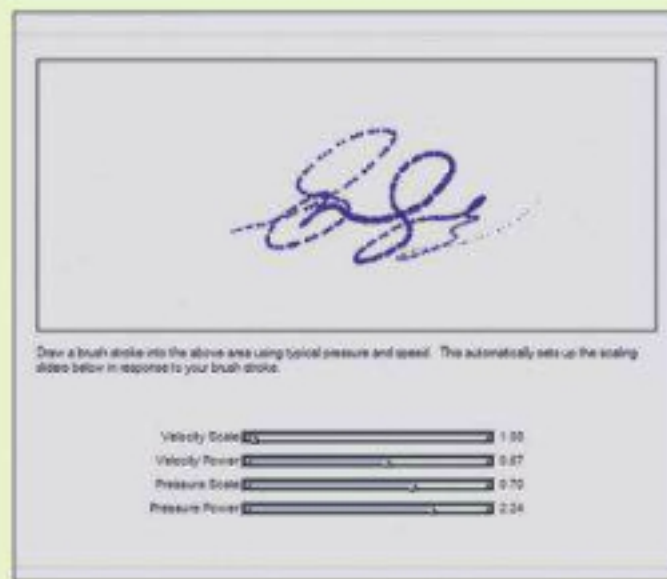 Draw a brush stroke into the above area using typical pressure and speed. This automatically sets up the scaling
sliders below in response to your brush stroke.
Velocity Scale
Velocity Power 0.67
Pressure Scale 0.70
Pressure Power 2.24